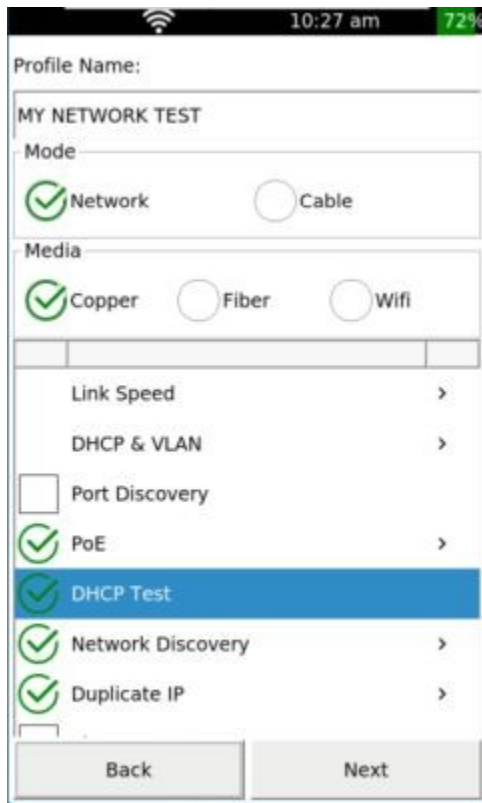 10:27 am 72%
Profile Name:
MY NETWORK TEST
Mode
Network Cable
Media
Copper Fiber Wifi
Link Speed >
DHCP & VLAN >
Port Discovery
PoE >
DHCP Test
Network Discovery >
Duplicate IP >
Back Next